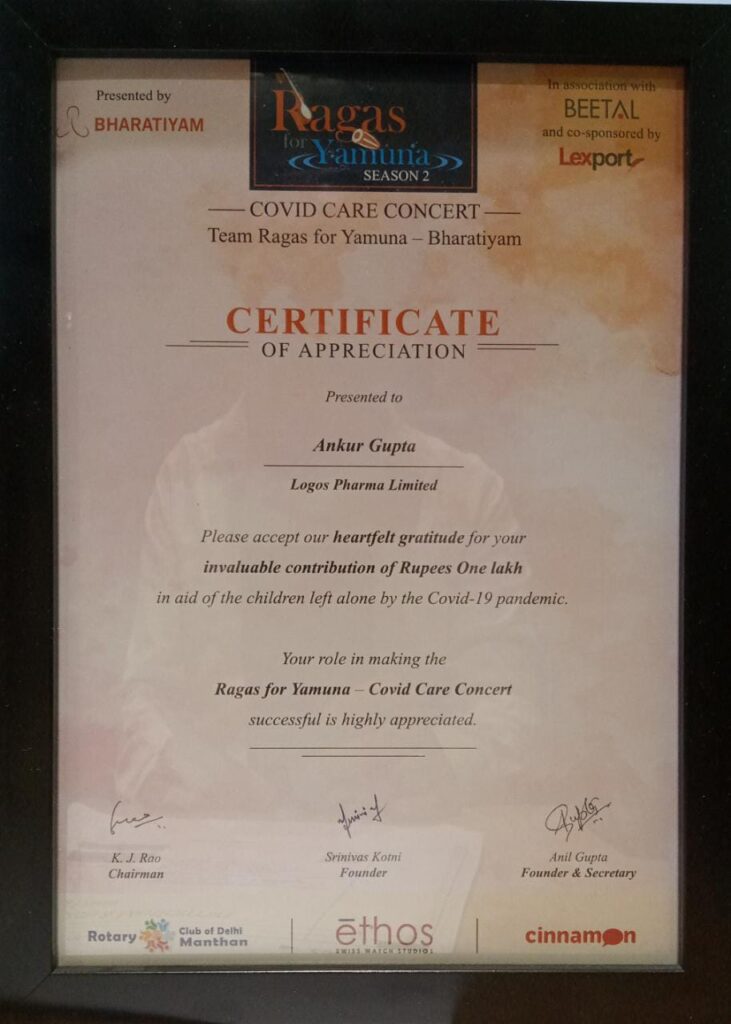 Presented by
BHARATIYAM
Ragas
for Yamuna
SEASON 2
In association with
BEETAL
and co-sponsored by
Lexport
COVID CARE CONCERT
Team Ragas for Yamuna – Bharatiyam
CERTIFICATE
OF APPRECIATION
Presented to
Ankur Gupta
Logos Pharma Limited
Please accept our heartfelt gratitude for your
invaluable contribution of Rupees One lakh
in aid of the children left alone by the Covid-19 pandemic.
Your role in making the
Ragas for Yamuna – Covid Care Concert
successful is highly appreciated.
K. J. Rao
Chairman
Srinivas Kotni
Founder
Anil Gupta
Founder & Secretary
Rotary
Club of Delhi
Manthan
ēthos
SWISS WATCH STUDIOS
cinnamon